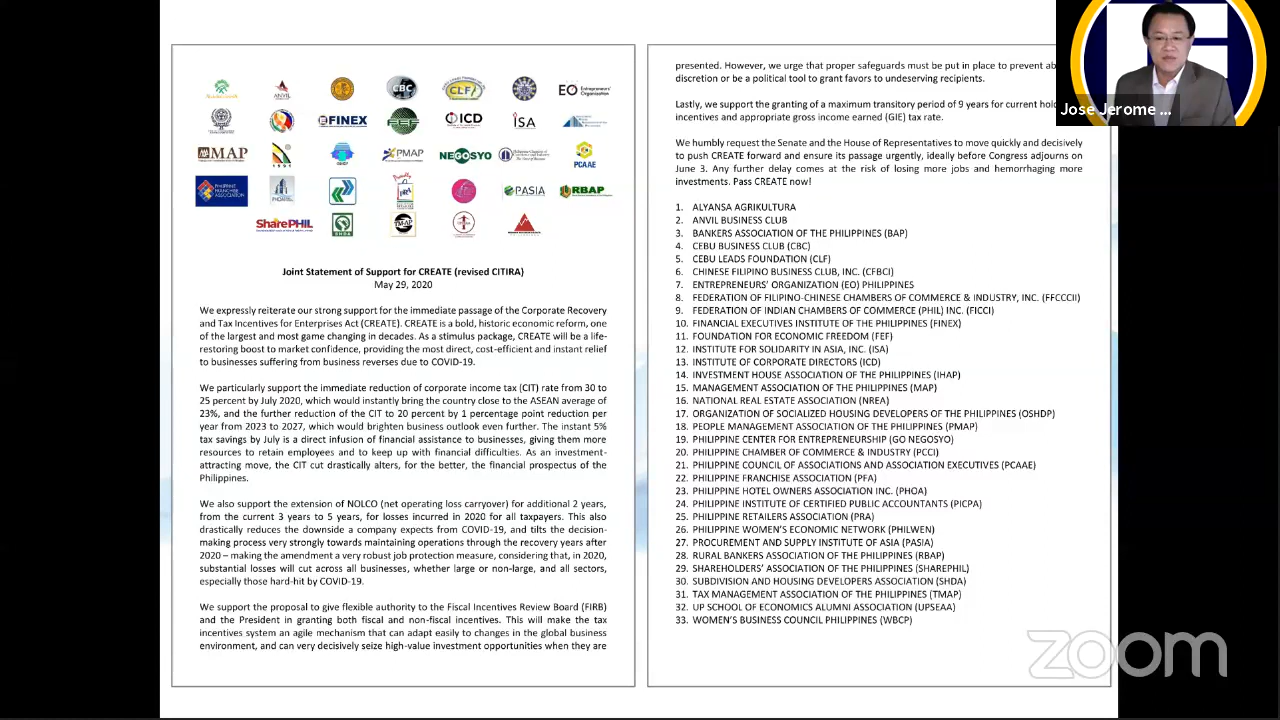 ANVIL
CBC
CLF
EO Entrepreneurs' Organization
FINEX
FEF
ICD
ISA
MAP
PMAP
NEGOSYO
PCAAE
PHILIPPINE FRANCHISE ASSOCIATION
PRA
PASIA
RBAP
SharePHIL
SHDA
TMAP
Joint Statement of Support for CREATE (revised CITIRA)
May 29, 2020
We expressly reiterate our strong support for the immediate passage of the Corporate Recovery
and Tax Incentives for Enterprises Act (CREATE). CREATE is a bold, historic economic reform, one
of the largest and most game changing in decades. As a stimulus package, CREATE will be a life-
restoring boost to market confidence, providing the most direct, cost-efficient and instant relief
to businesses suffering from business reverses due to COVID-19.
We particularly support the immediate reduction of corporate income tax (CIT) rate from 30 to
25 percent by July 2020, which would instantly bring the country close to the ASEAN average of
23%, and the further reduction of the CIT to 20 percent by 1 percentage point reduction per
year from 2023 to 2027, which would brighten business outlook even further. The instant 5%
tax savings by July is a direct infusion of financial assistance to businesses, giving them more
resources to retain employees and to keep up with financial difficulties. As an investment-
attracting move, the CIT cut drastically alters, for the better, the financial prospectus of the
Philippines.
We also support the extension of NOLCO (net operating loss carryover) for additional 2 years,
from the current 3 years to 5 years, for losses incurred in 2020 for all taxpayers. This also
drastically reduces the downside a company expects from COVID-19, and tilts the decision-
making process very strongly towards maintaining operations through the recovery years after
2020 – making the amendment a very robust job protection measure, considering that, in 2020,
substantial losses will cut across all businesses, whether large or non-large, and all sectors,
especially those hard-hit by COVID-19.
We support the proposal to give flexible authority to the Fiscal Incentives Review Board (FIRB)
and the President in granting both fiscal and non-fiscal incentives. This will make the tax
incentives system an agile mechanism that can adapt easily to changes in the global business
environment, and can very decisively seize high-value investment opportunities when they are
presented. However, we urge that proper safeguards must be put in place to prevent ab
discretion or be a political tool to grant favors to undeserving recipients.
Lastly, we support the granting of a maximum transitory period of 9 years for current hol
incentives and appropriate gross income earned (GIE) tax rate.
We humbly request the Senate and the House of Representatives to move quickly and decisively
to push CREATE forward and ensure its passage urgently, ideally before Congress adjourns on
June 3. Any further delay comes at the risk of losing more jobs and hemorrhaging more
investments. Pass CREATE now!
1. ALYANSA AGRIKULTURA
2. ANVIL BUSINESS CLUB
3. BANKERS ASSOCIATION OF THE PHILIPPINES (BAP)
4. CEBU BUSINESS CLUB (CBC)
5. CEBU LEADS FOUNDATION (CLF)
6. CHINESE FILIPINO BUSINESS CLUB, INC. (CFBCI)
7. ENTREPRENEURS' ORGANIZATION (EO) PHILIPPINES
8. FEDERATION OF FILIPINO-CHINESE CHAMBERS OF COMMERCE & INDUSTRY, INC. (FFCCCII)
9. FEDERATION OF INDIAN CHAMBERS OF COMMERCE (PHIL) INC. (FICCI)
10. FINANCIAL EXECUTIVES INSTITUTE OF THE PHILIPPINES (FINEX)
11. FOUNDATION FOR ECONOMIC FREEDOM (FEF)
12. INSTITUTE FOR SOLIDARITY IN ASIA, INC. (ISA)
13. INSTITUTE OF CORPORATE DIRECTORS (ICD)
14. INVESTMENT HOUSE ASSOCIATION OF THE PHILIPPINES (IHAP)
15. MANAGEMENT ASSOCIATION OF THE PHILIPPINES (MAP)
16. NATIONAL REAL ESTATE ASSOCIATION (NREA)
17. ORGANIZATION OF SOCIALIZED HOUSING DEVELOPERS OF THE PHILIPPINES (OSHDP)
18. PEOPLE MANAGEMENT ASSOCIATION OF THE PHILIPPINES (PMAP)
19. PHILIPPINE CENTER FOR ENTREPRENEURSHIP (GO NEGOSYO)
20. PHILIPPINE CHAMBER OF COMMERCE & INDUSTRY (PCCI)
21. PHILIPPINE COUNCIL OF ASSOCIATIONS AND ASSOCIATION EXECUTIVES (PCAAE)
22. PHILIPPINE FRANCHISE ASSOCIATION (PFA)
23. PHILIPPINE HOTEL OWNERS ASSOCIATION INC. (PHOA)
24. PHILIPPINE INSTITUTE OF CERTIFIED PUBLIC ACCOUNTANTS (PICPA)
25. PHILIPPINE RETAILERS ASSOCIATION (PRA)
26. PHILIPPINE WOMEN'S ECONOMIC NETWORK (PHILWEN)
27. PROCUREMENT AND SUPPLY INSTITUTE OF ASIA (PASIA)
28. RURAL BANKERS ASSOCIATION OF THE PHILIPPINES (RBAP)
29. SHAREHOLDERS' ASSOCIATION OF THE PHILIPPINES (SHAREPHIL)
30. SUBDIVISION AND HOUSING DEVELOPERS ASSOCIATION (SHDA)
31. TAX MANAGEMENT ASSOCIATION OF THE PHILIPPINES (TMAP)
32. UP SCHOOL OF ECONOMICS ALUMNI ASSOCIATION (UPSEAA)
33. WOMEN'S BUSINESS COUNCIL PHILIPPINES (WBCP)
Jose Jerome ...
zoom